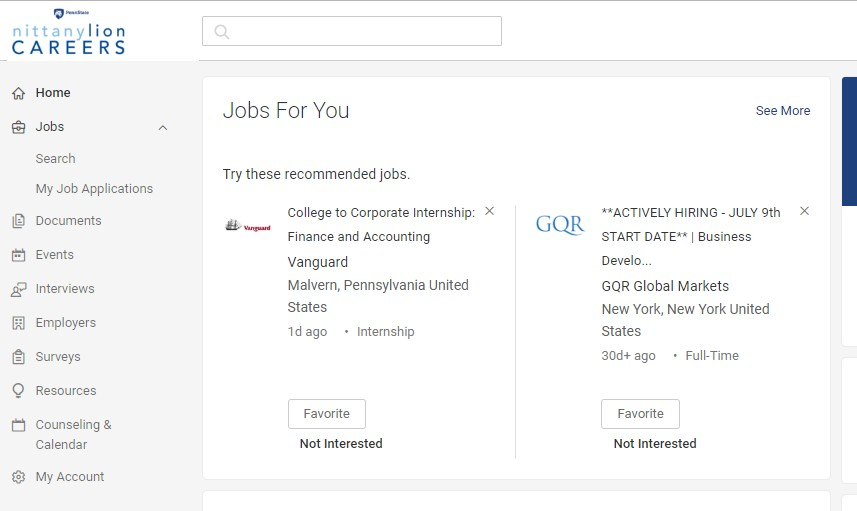 PennState
nittanylion
CAREERS
Home
Jobs
Search
My Job Applications
Documents
Events
Interviews
Employers
Surveys
Resources
Counseling &
Calendar
My Account
Jobs For You
See More
Try these recommended jobs.
Vanguard
College to Corporate Internship:
Finance and Accounting
Vanguard
Malvern, Pennsylvania United
States
1d ago • Internship
Favorite
Not Interested
GQR
**ACTIVELY HIRING - JULY 9th
START DATE** | Business
Develo...
GQR Global Markets
New York, New York United
States
30d+ ago • Full-Time
Favorite
Not Interested